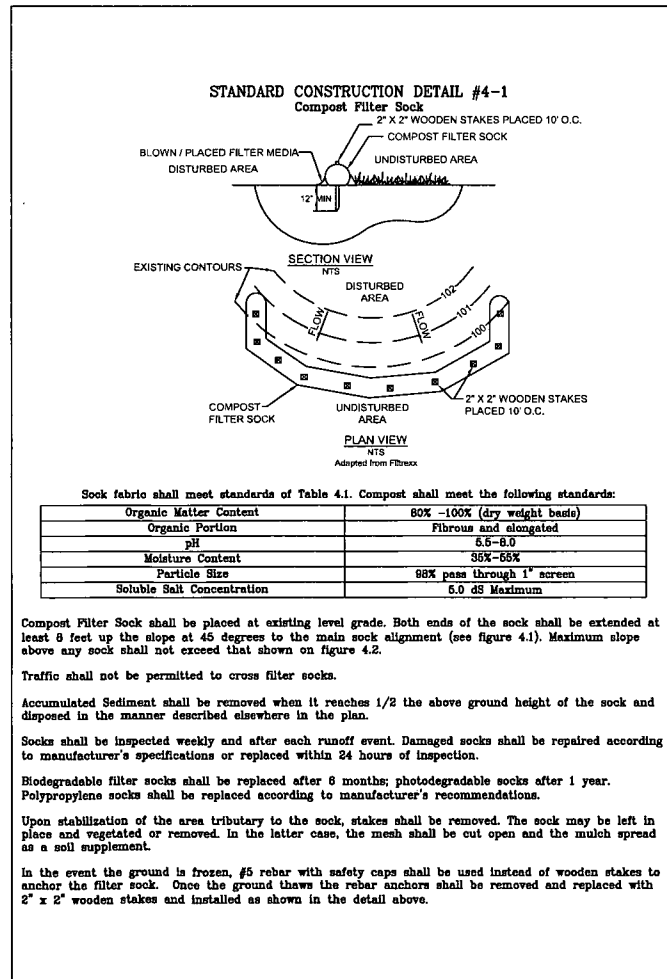 STANDARD CONSTRUCTION DETAIL #4-1
Compost Filter Sock
2" X 2" WOODEN STAKES PLACED 10' O.C.
COMPOST FILTER SOCK
BLOWN / PLACED FILTER MEDIA
UNDISTURBED AREA
DISTURBED AREA
12" MIN
SECTION VIEW
NTS
EXISTING CONTOURS
DISTURBED
AREA
102
101
100
FLOW
FLOW
COMPOST
FILTER SOCK
UNDISTURBED
AREA
2" X 2" WOODEN STAKES
PLACED 10' O.C.
PLAN VIEW
NTS
Adapted from Filtrexx
Sock fabric shall meet standards of Table 4.1. Compost shall meet the following standards:
Organic Matter Content 80% -100% (dry weight basis)
Organic Portion Fibrous and elongated
pH 5.5-8.0
Moisture Content 35%-55%
Particle Size 98% pass through 1" screen
Soluble Salt Concentration 5.0 dS Maximum
Compost Filter Sock shall be placed at existing level grade. Both ends of the sock shall be extended at
least 8 feet up the slope at 45 degrees to the main sock alignment (see figure 4.1). Maximum slope
above any sock shall not exceed that shown on figure 4.2.
Traffic shall not be permitted to cross filter socks.
Accumulated Sediment shall be removed when it reaches 1/2 the above ground height of the sock and
disposed in the manner described elsewhere in the plan.
Socks shall be inspected weekly and after each runoff event. Damaged socks shall be repaired according
to manufacturer's specifications or replaced within 24 hours of inspection.
Biodegradable filter socks shall be replaced after 6 months; photodegradable socks after 1 year.
Polypropylene socks shall be replaced according to manufacturer's recommendations.
Upon stabilization of the area tributary to the sock, stakes shall be removed. The sock may be left in
place and vegetated or removed. In the latter case, the mesh shall be cut open and the mulch spread
as a soil supplement.
In the event the ground is frozen, #5 rebar with safety caps shall be used instead of wooden stakes to
anchor the filter sock. Once the ground thaws the rebar anchors shall be removed and replaced with
2" x 2" wooden stakes and installed as shown in the detail above.